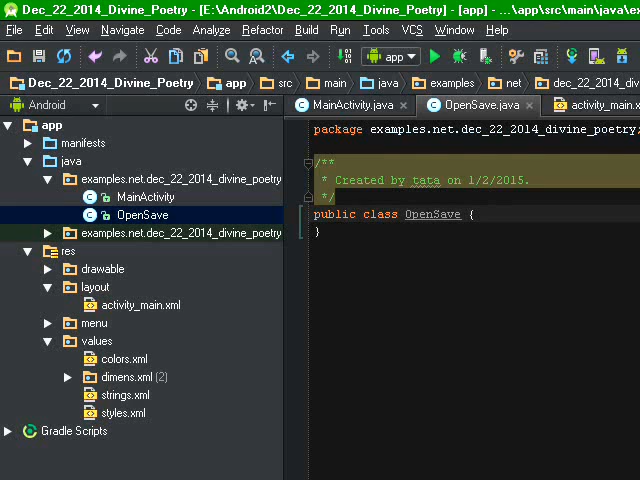 Dec_22_2014_Divine_Poetry - [E:\Android2\Dec_22_2014_Divine_Poetry] - [app] - ...\app\src\main\java\e
File Edit View Navigate Code Analyze Refactor Build Run Tools VCS Window Help
app
Dec_22_2014_Divine_Poetry app src main java examples net dec_22_2014_divin
Android
MainActivity.java OpenSave.java activity_main.x
app
manifests
java
examples.net.dec_22_2014_divine_poetry
MainActivity
OpenSave
examples.net.dec_22_2014_divine_poetry
res
drawable
layout
activity_main.xml
menu
values
colors.xml
dimens.xml (2)
strings.xml
styles.xml
Gradle Scripts
package examples.net.dec_22_2014_divine_poetry;
/**
* Created by tata on 1/2/2015.
*/
public class OpenSave {
}